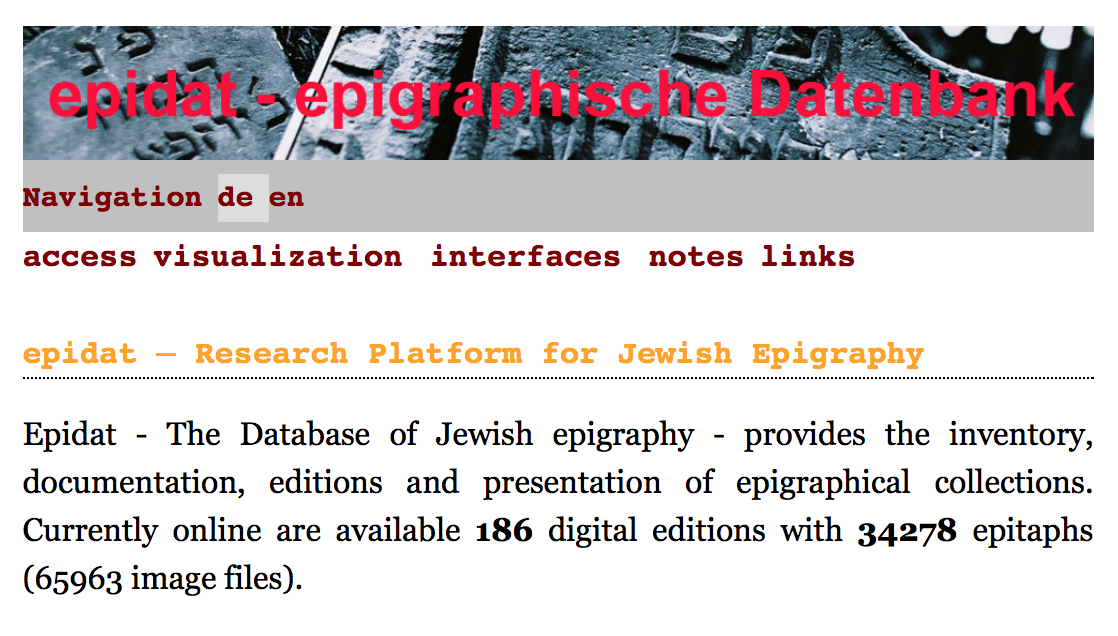 epidat - epigraphische Datenbank
Navigation de en
access visualization interfaces notes links
epidat – Research Platform for Jewish Epigraphy
Epidat - The Database of Jewish epigraphy - provides the inventory,
documentation, editions and presentation of epigraphical collections.
Currently online are available 186 digital editions with 34278 epitaphs
(65963 image files).